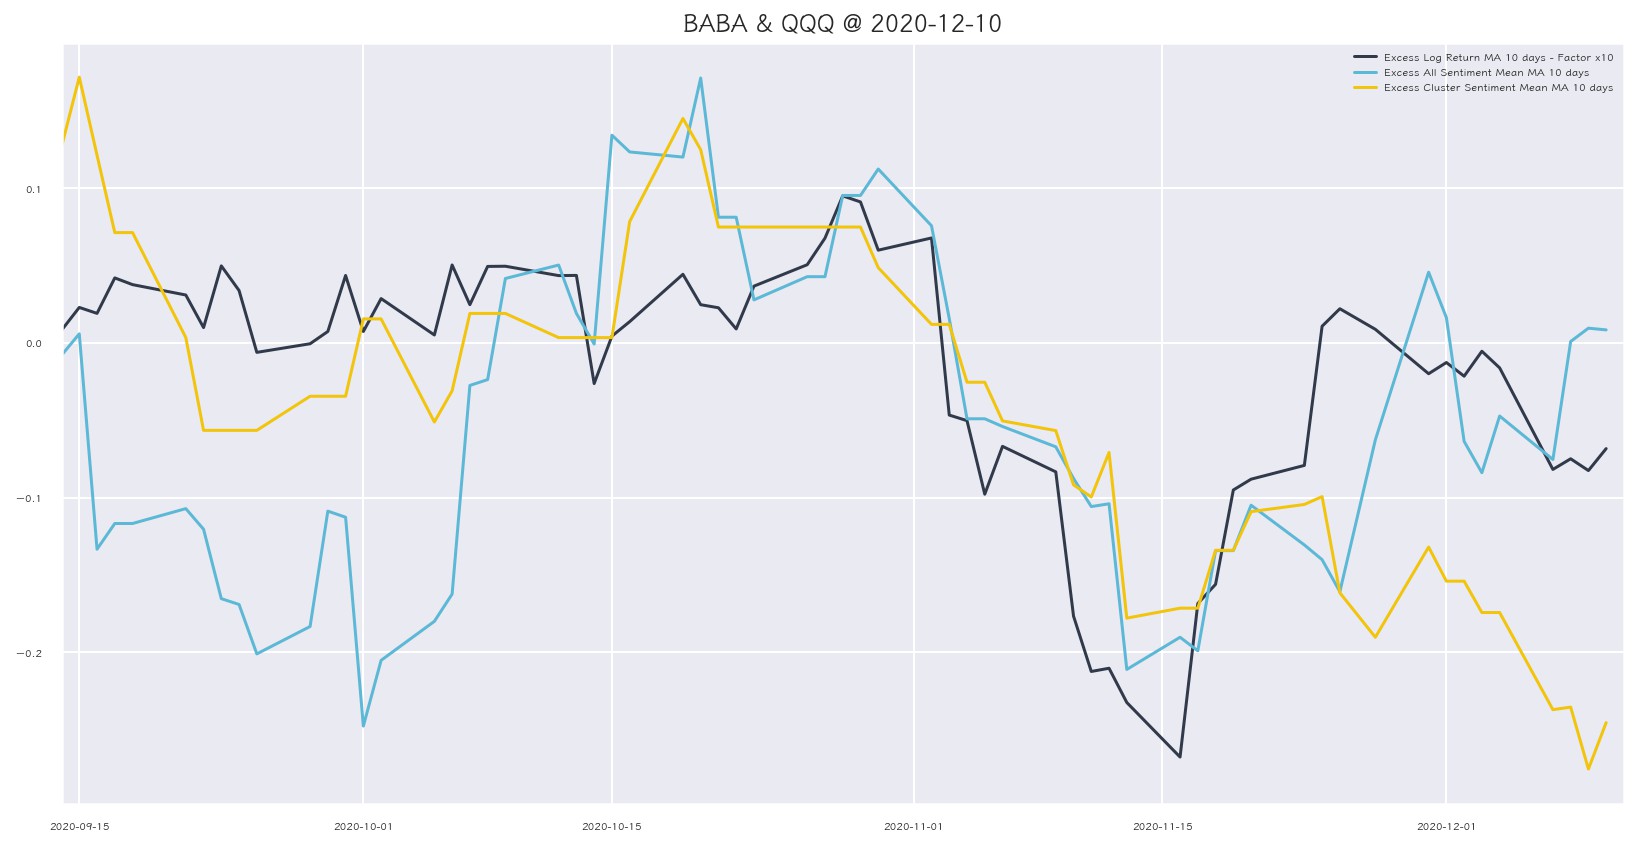 BABA & QQQ @ 2020-12-10
Excess Log Return MA 10 days - Factor x10
Excess All Sentiment Mean MA 10 days
Excess Cluster Sentiment Mean MA 10 days
0.1
0.0
−0.1
−0.2
2020-09-15
2020-10-01
2020-10-15
2020-11-01
2020-11-15
2020-12-01